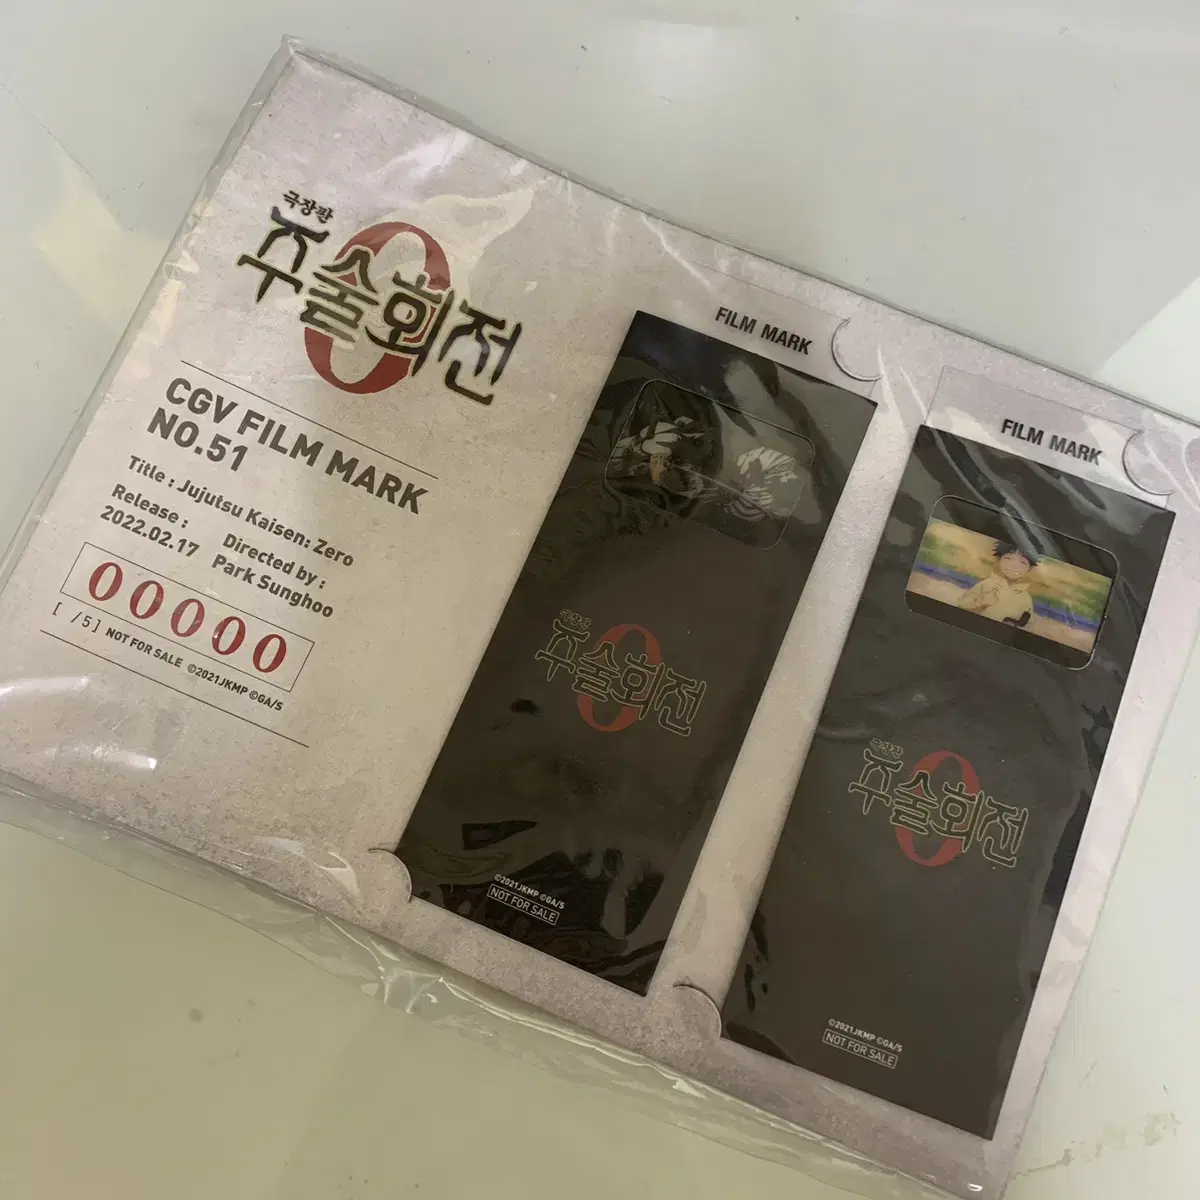 극장판
주술회전
0
CGV FILM MARK
NO.51
Title : Jujutsu Kaisen: Zero
Release :
2022.02.17
Directed by :
Park Sunghoo
00000
[ /5] NOT FOR SALE ©2021JKMP ©GA/S
FILM MARK
극장판
주술회전
0
©2021JKMP ©GA/S
NOT FOR SALE
FILM MARK
극장판
주술회전
0
©2021JKMP ©GA/S
NOT FOR SALE